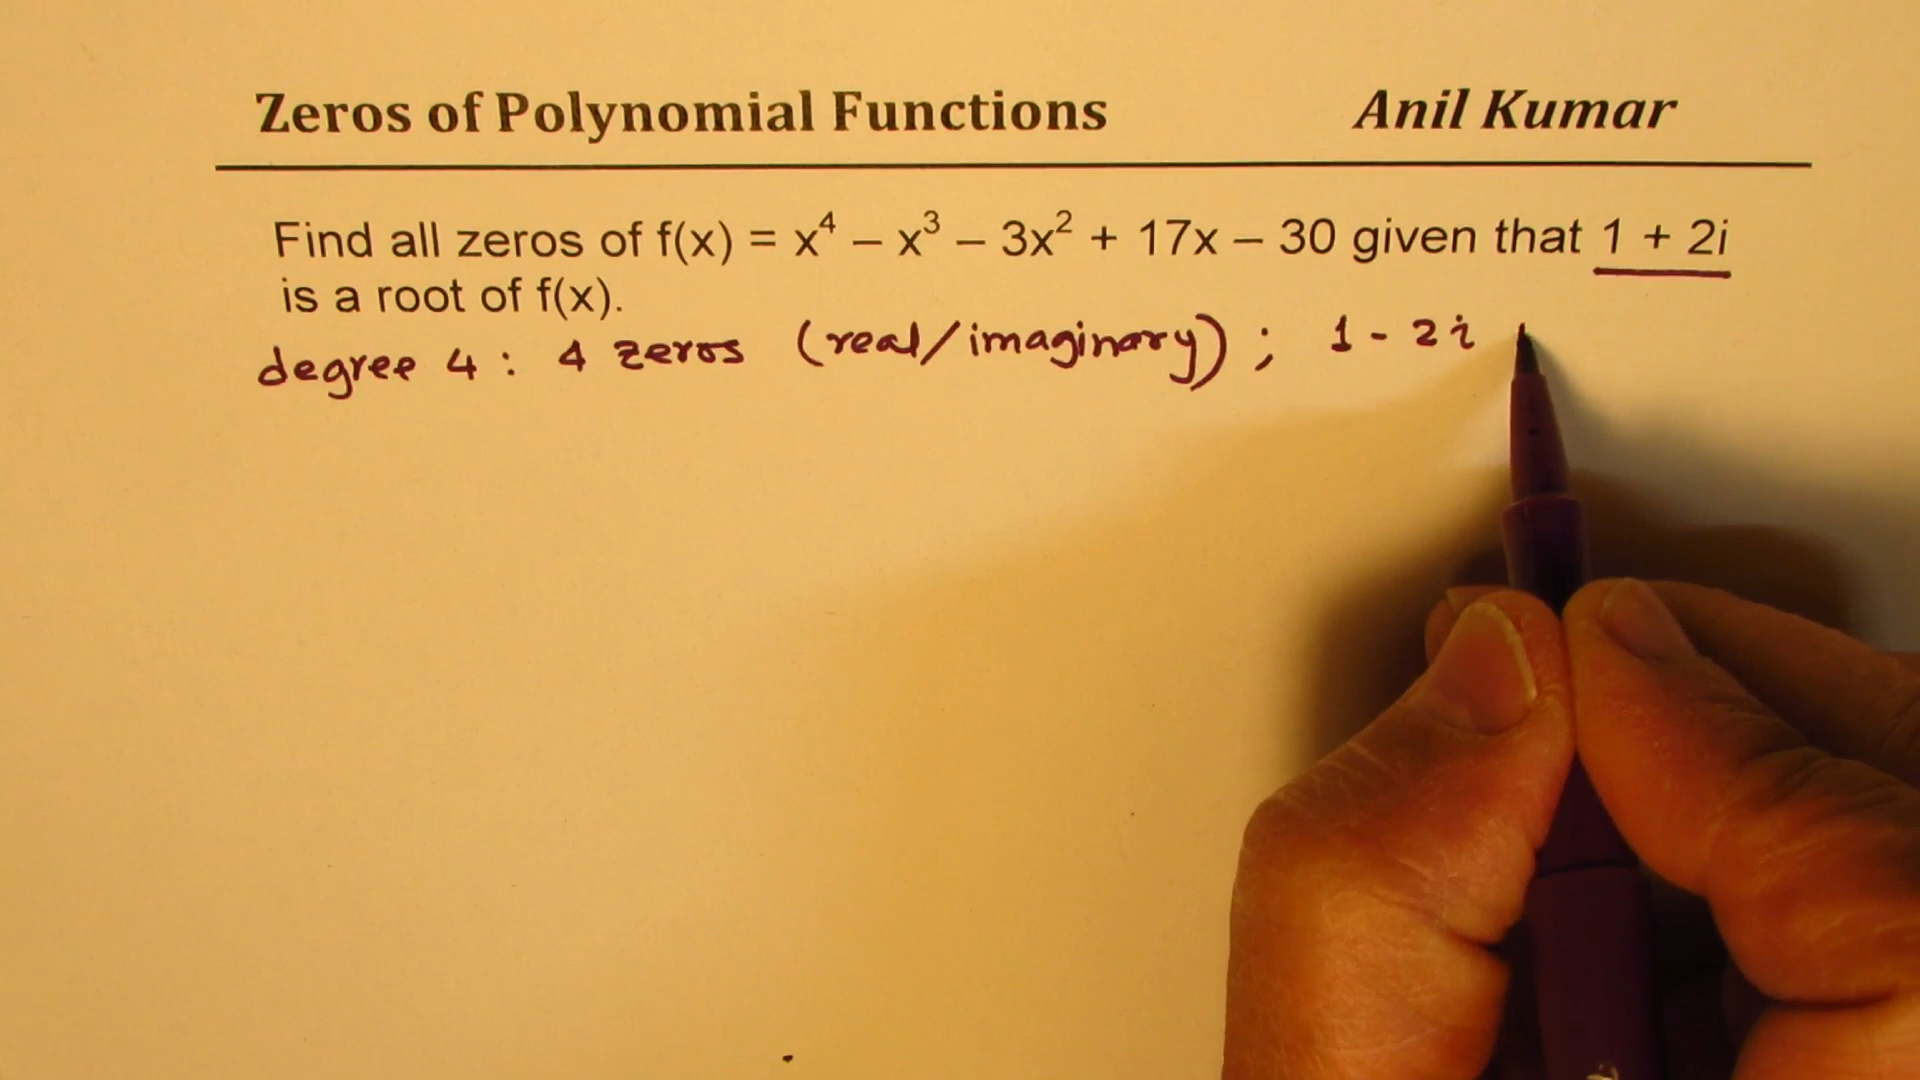 Zeros of Polynomial Functions Anil Kumar
Find all zeros of f(x) = x⁴ – x³ – 3x² + 17x – 30 given that 1 + 2i
is a root of f(x).
degree 4 : 4 zeros (real/imaginary) ; 1 - 2i